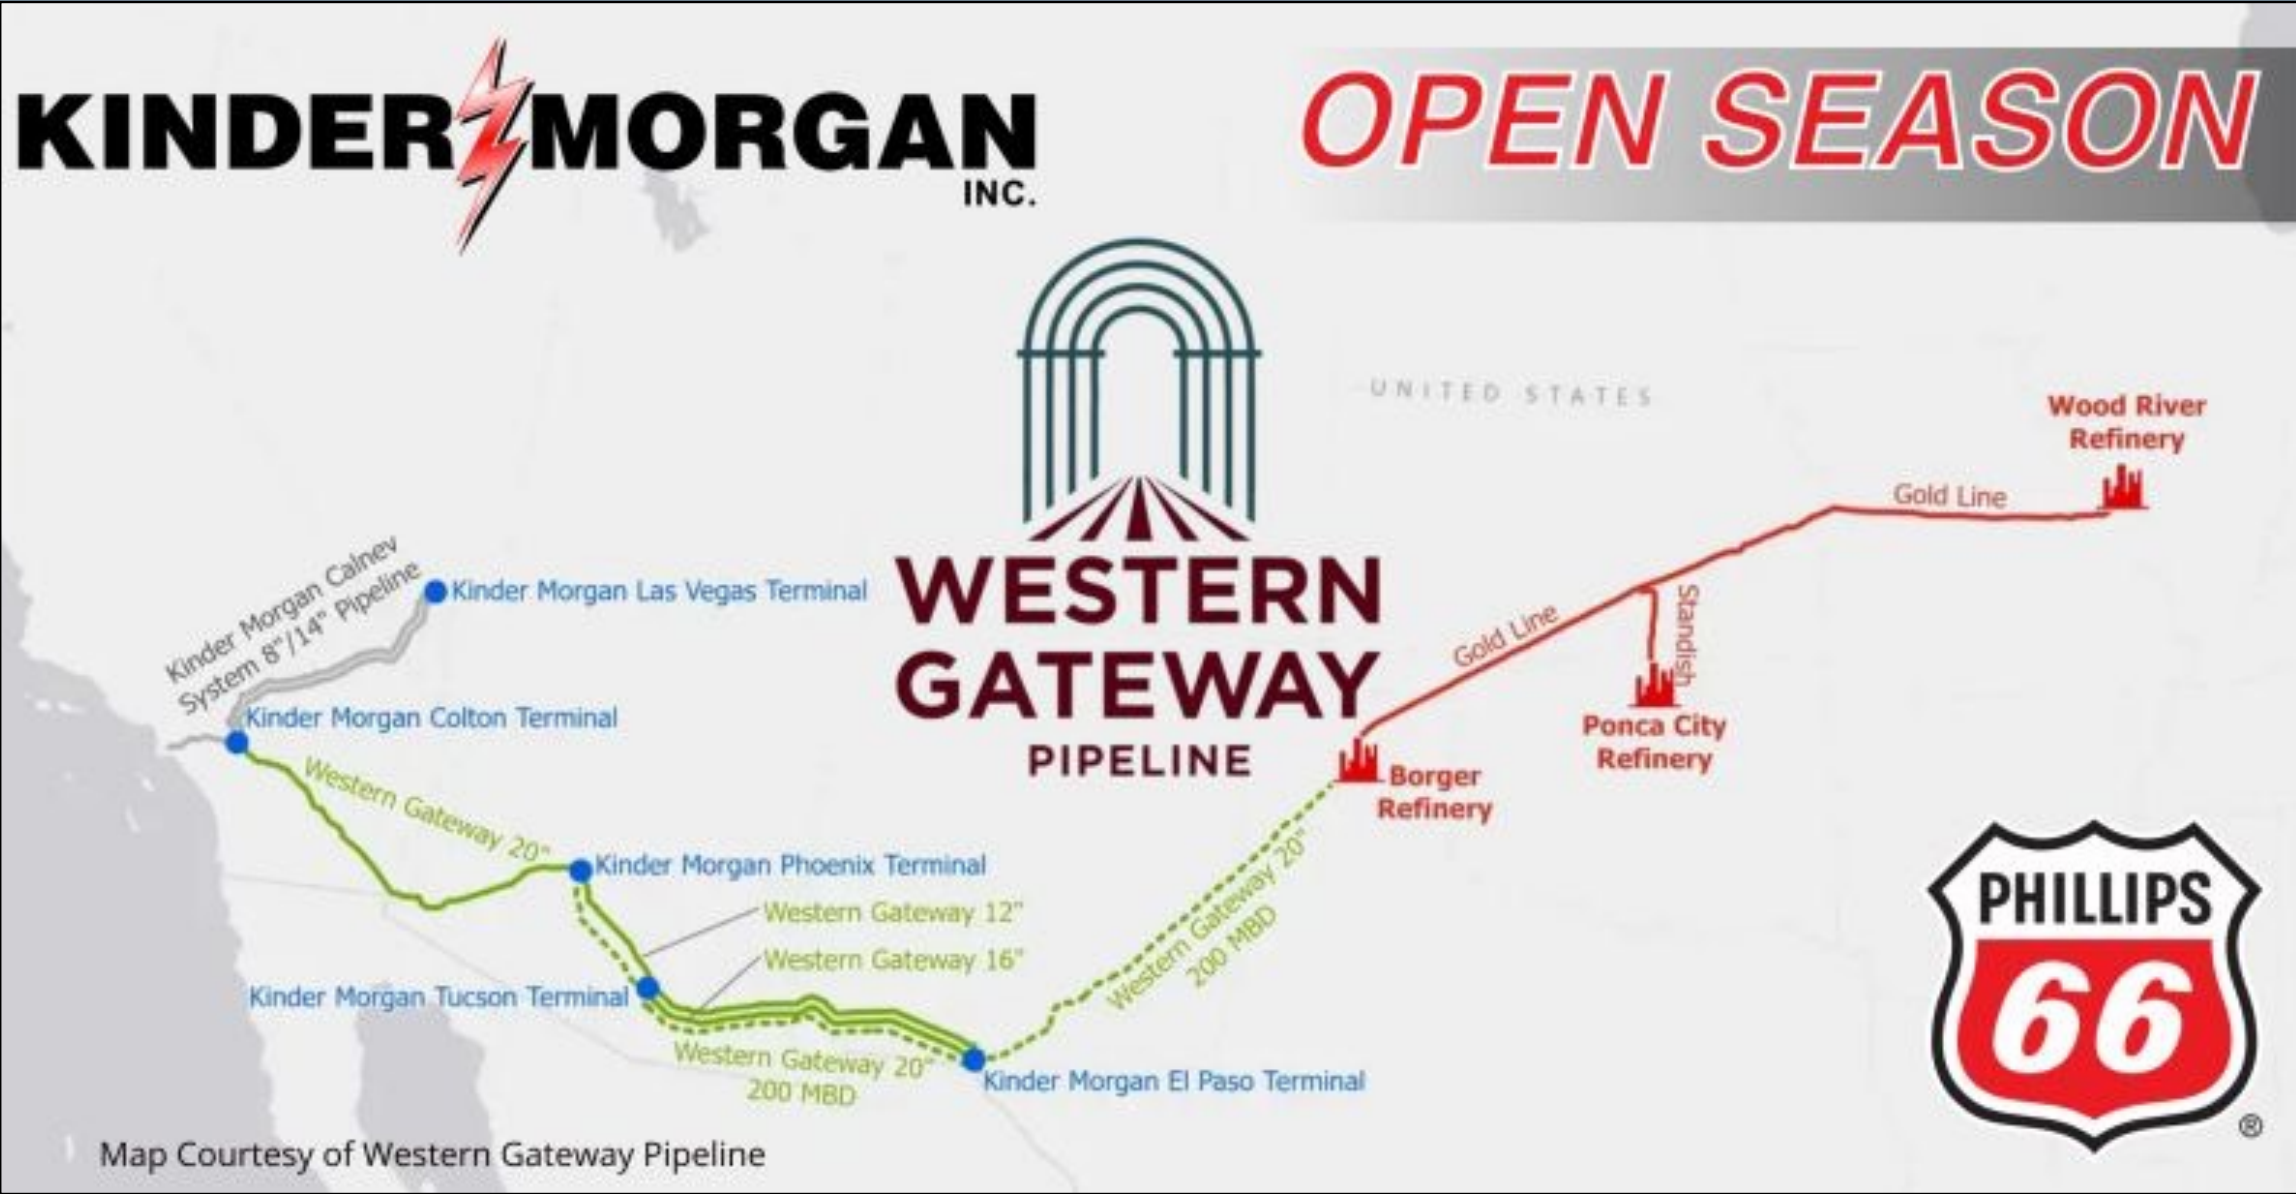 KINDER MORGAN
INC.
OPEN SEASON
UNITED STATES
WESTERN
GATEWAY
PIPELINE
Wood River
Refinery
Gold Line
Gold Line
Standish
Ponca City
Refinery
Borger
Refinery
Kinder Morgan Calnev
System 8"/14" Pipeline
Kinder Morgan Las Vegas Terminal
Kinder Morgan Colton Terminal
Western Gateway 20"
Kinder Morgan Phoenix Terminal
Western Gateway 12"
Western Gateway 16"
Kinder Morgan Tucson Terminal
Western Gateway 20"
200 MBD
Western Gateway 20"
200 MBD
Kinder Morgan El Paso Terminal
PHILLIPS
66
®
Map Courtesy of Western Gateway Pipeline